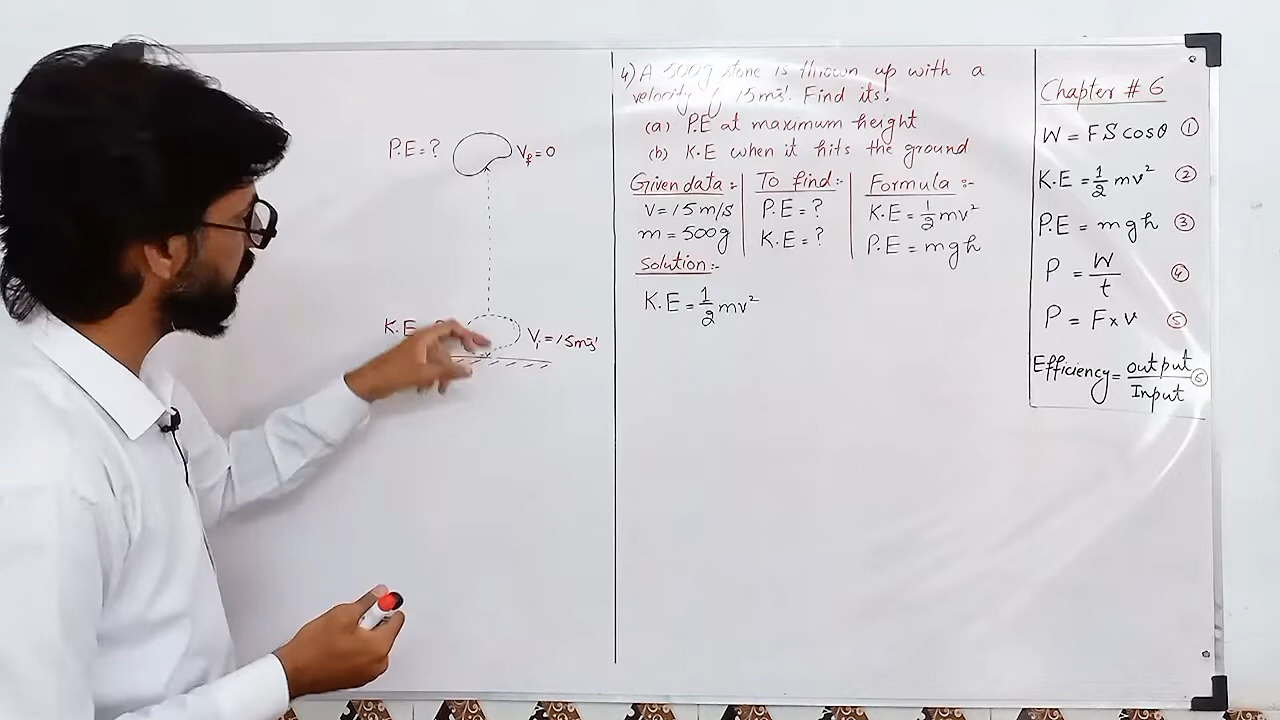 P.E = ?
V_f = 0
K.E
V_i = 15ms⁻¹
4) A 500g stone is thrown up with a
velocity of 15ms⁻¹. Find its:
(a) P.E at maximum height
(b) K.E when it hits the ground
Given data:-
v = 15m/s
m = 500g
To find:-
P.E = ?
K.E = ?
Formula:-
K.E = 1/2 mv²
P.E = mgh
Solution:-
K.E = 1/2 mv²
Chapter # 6
W = FS cosθ ①
K.E = 1/2 mv² ②
P.E = mgh ③
P = W/t ④
P = F×v ⑤
Efficiency = output/Input ⑥